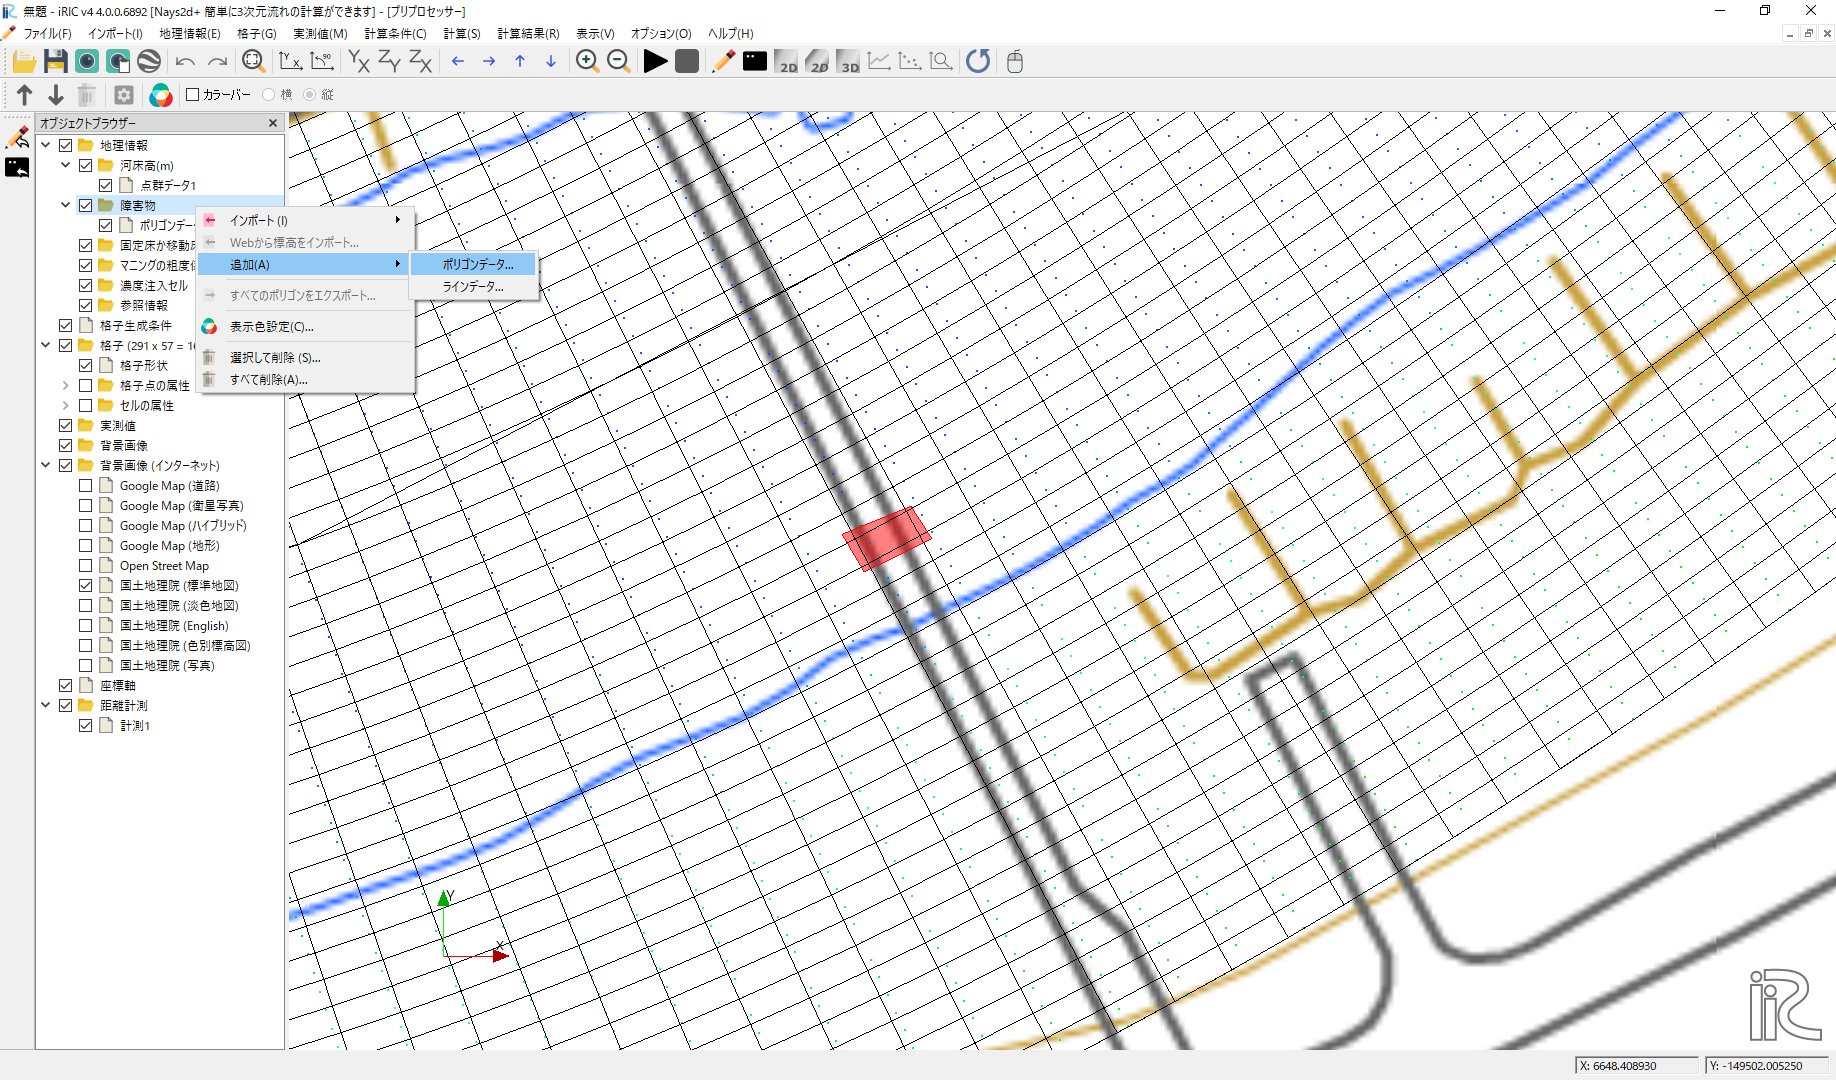 無題 - iRIC v4 4.0.0.6892 [Nays2d+ 簡単に3次元流れの計算ができます] - [プリプロセッサー]
ファイル(F) インポート(I) 地理情報(E) 格子(G) 実測値(M) 計算条件(C) 計算(S) 計算結果(R) 表示(V) オプション(O) ヘルプ(H)
カラーバー 横 縦
オブジェクトブラウザー
地理情報
河床高(m)
点群データ1
障害物
ポリゴンデー
固定床か移動床
マニングの粗度係
濃度注入セル
参照情報
格子生成条件
格子 (291 x 57 = 1
格子形状
格子点の属性
セルの属性
実測値
背景画像
背景画像 (インターネット)
Google Map (道路)
Google Map (衛星写真)
Google Map (ハイブリッド)
Google Map (地形)
Open Street Map
国土地理院 (標準地図)
国土地理院 (淡色地図)
国土地理院 (English)
国土地理院 (色別標高図)
国土地理院 (写真)
座標軸
距離計測
計測1
インポート (I)
Webから標高をインポート...
追加(A)
すべてのポリゴンをエクスポート...
表示色設定(C)...
選択して削除 (S)...
すべて削除(A)...
ポリゴンデータ...
ラインデータ...
Y
X
iRIC
X: 6648.408930
Y: -149502.005250